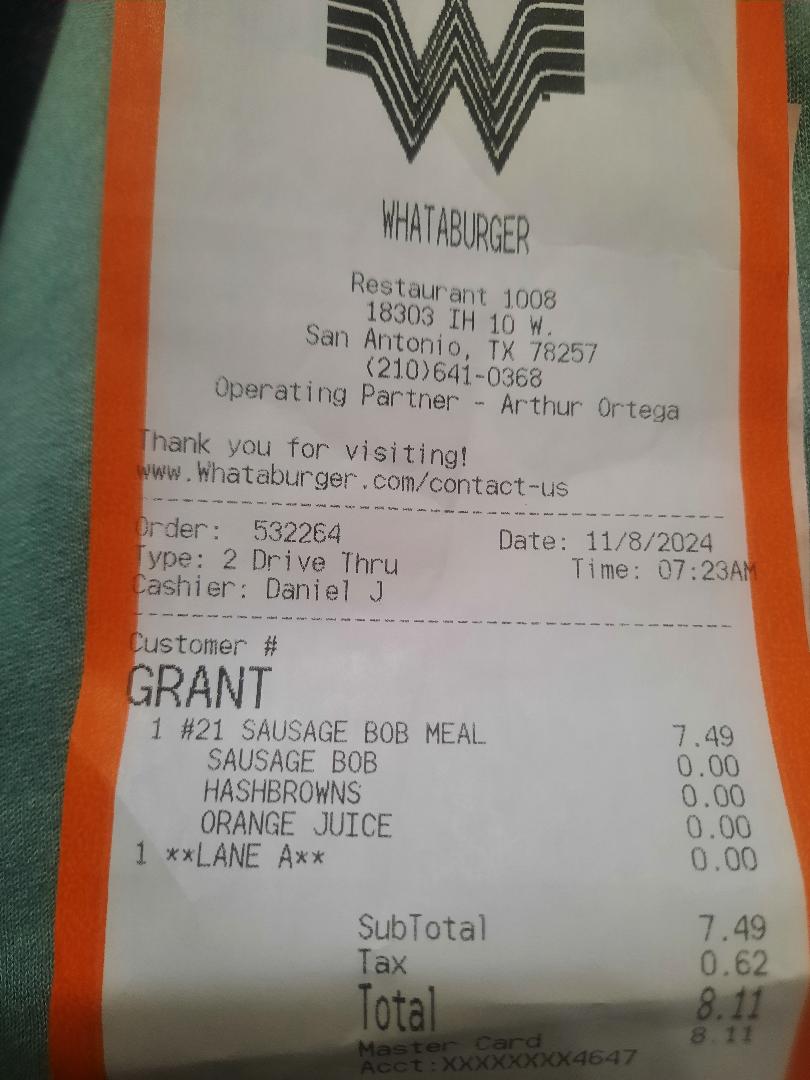 WHATABURGER
Restaurant 1008
18303 IH 10 W.
San Antonio, TX 78257
(210)641-0368
Operating Partner - Arthur Ortega
Thank you for visiting!
www.Whataburger.com/contact-us
Order: 532264 Date: 11/8/2024
Type: 2 Drive Thru Time: 07:23AM
Cashier: Daniel J
Customer #
GRANT
1 #21 SAUSAGE BOB MEAL 7.49
SAUSAGE BOB 0.00
HASHBROWNS 0.00
ORANGE JUICE 0.00
1 **LANE A** 0.00
SubTotal 7.49
Tax 0.62
Total 8.11
Master Card 8.11
Acct:XXXXXXXX4647